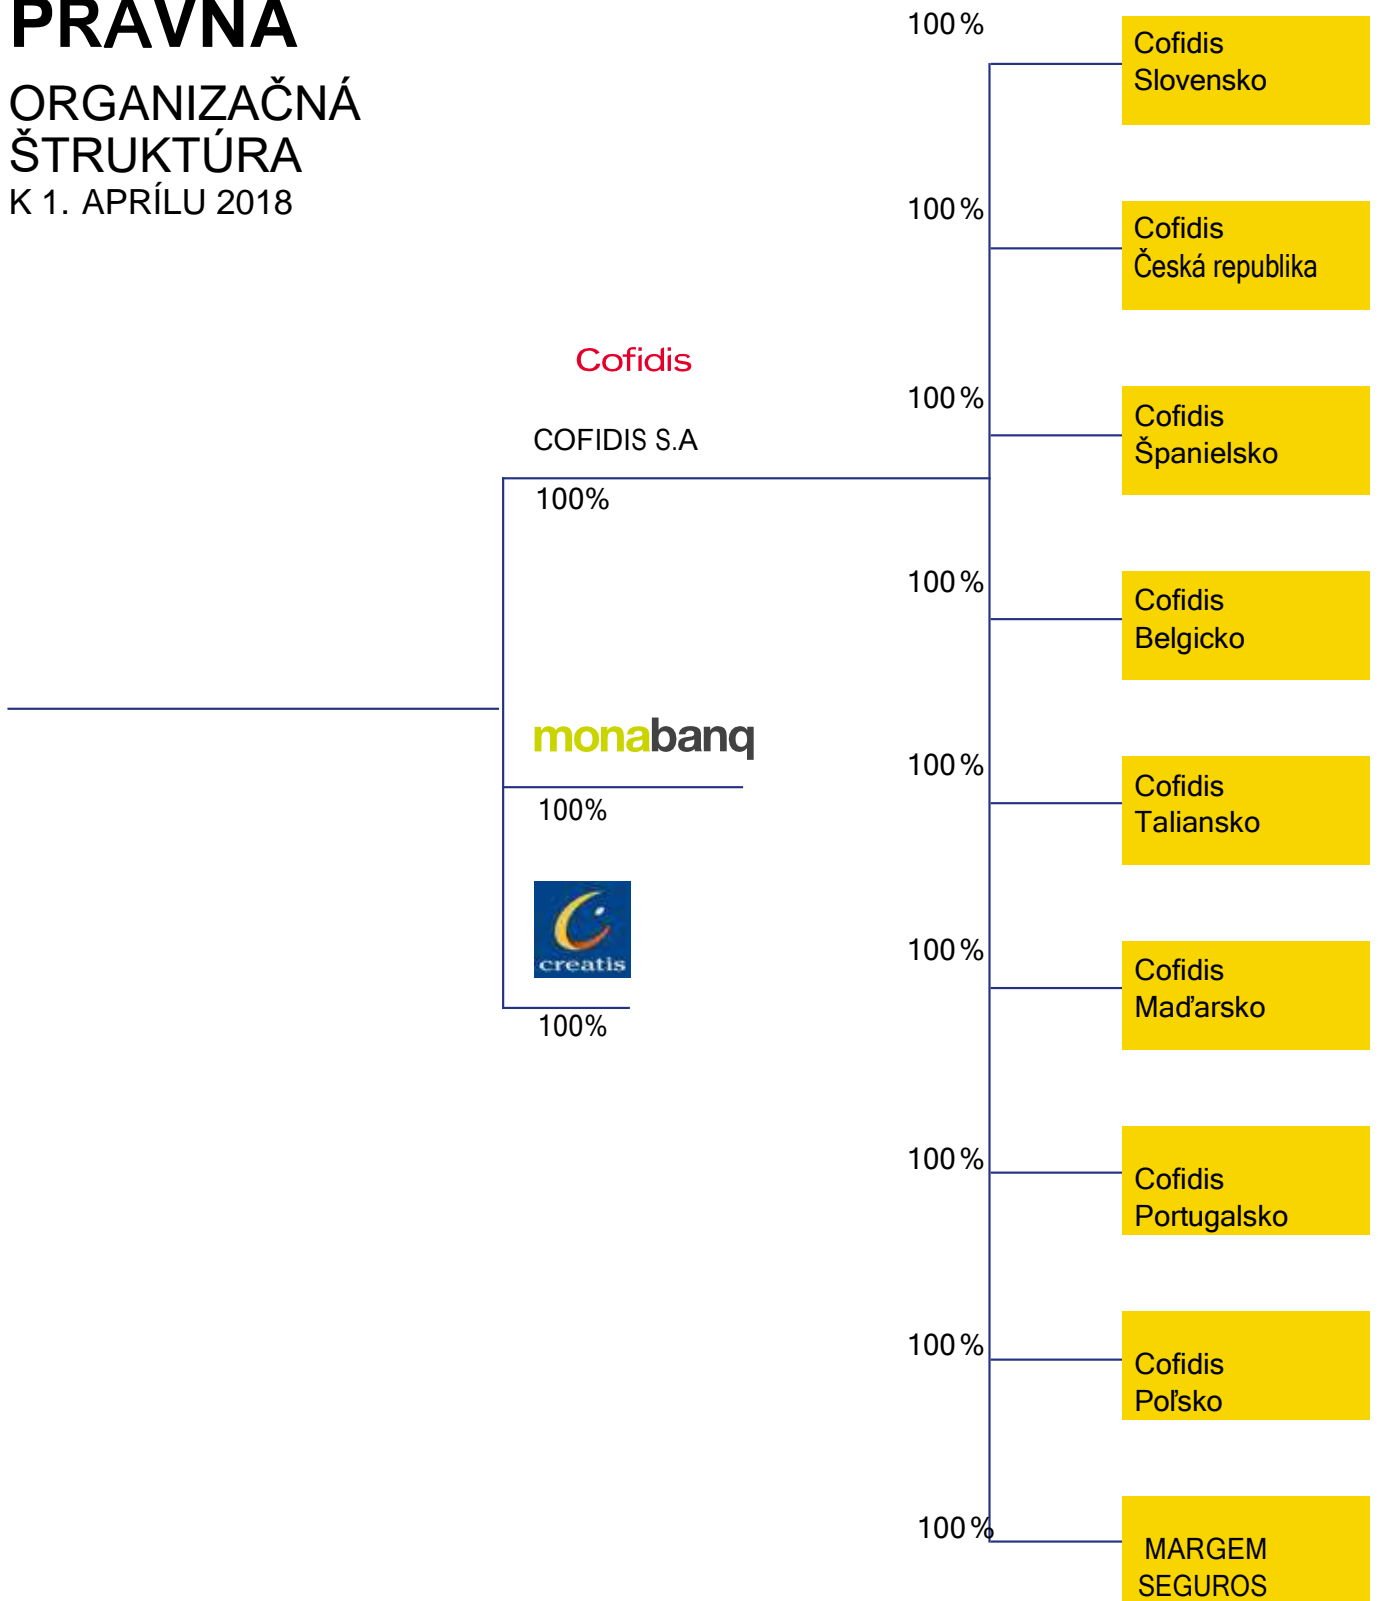 PRÁVNA
ORGANIZAČNÁ
ŠTRUKTÚRA
K 1. APRÍLU 2018
Cofidis
COFIDIS S.A
100%
monabanq
100%
creatis
100%
100%
Cofidis
Slovensko
100%
Cofidis
Česká republika
100%
Cofidis
Španielsko
100%
Cofidis
Belgicko
100%
Cofidis
Taliansko
100%
Cofidis
Maďarsko
100%
Cofidis
Portugalsko
100%
Cofidis
Poľsko
100%
MARGEM
SEGUROS